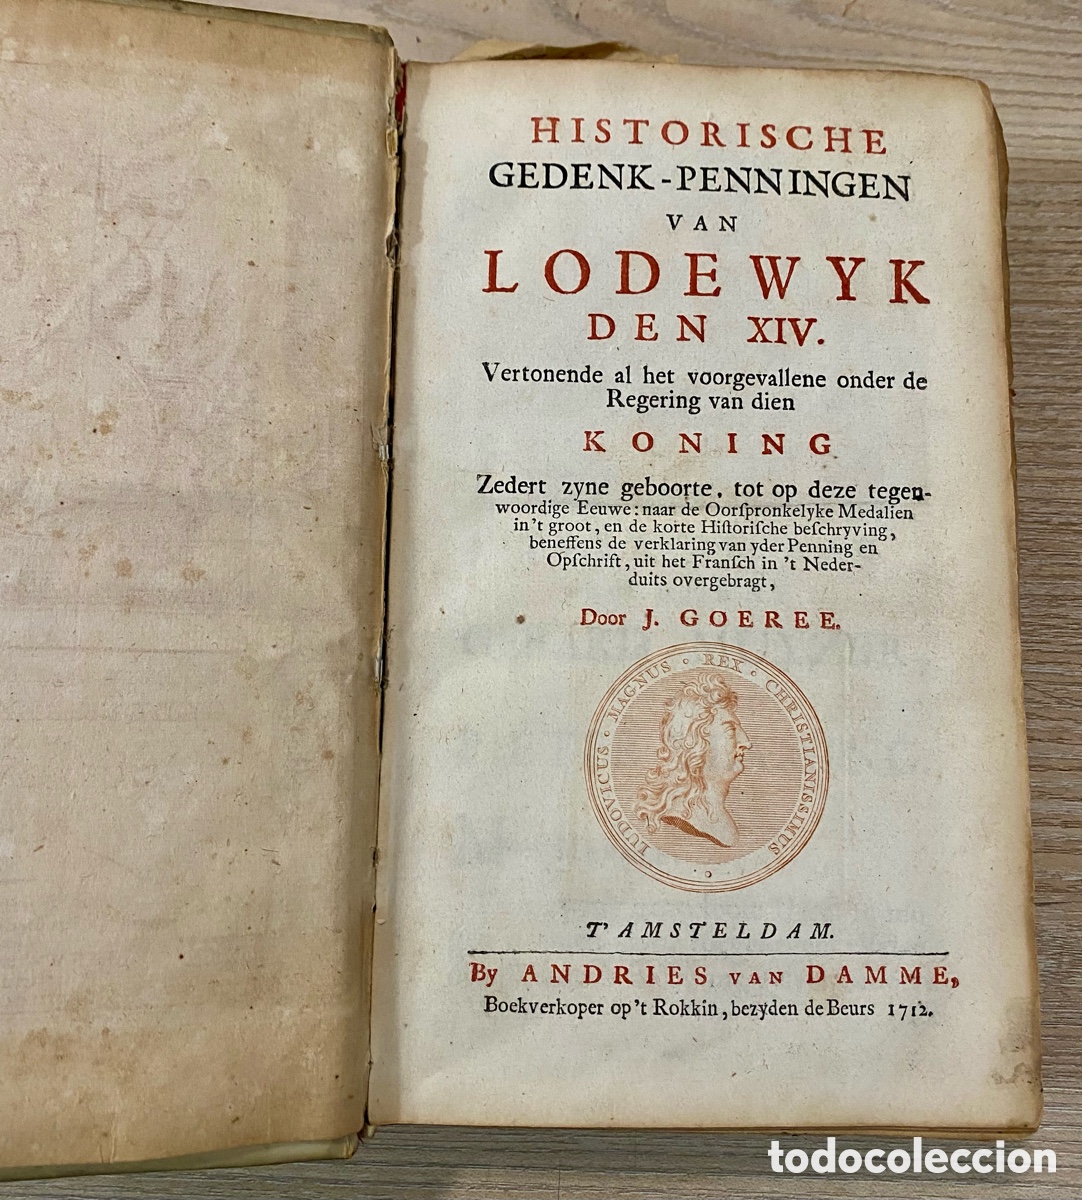 HISTORISCHE
GEDENK-PENNINGEN
VAN
LODEWYK
DEN XIV.
Vertonende al het voorgevallene onder de
Regering van dien
KONING
Zedert zyne geboorte, tot op deze tegen-
woordige Eeuwe: naar de Oorſpronkelyke Medalien
in't groot, en de korte Hiſtoriſche beſchryving,
beneffens de verklaring van yder Penning en
Opſchrift, uit het Franſch in 't Neder-
duits overgebragt,
Door J. GOEREE.
LUDOVICUS · MAGNUS · REX · CHRISTIANISSIMUS
T' AMSTELDAM.
By ANDRIES VAN DAMME,
Boekverkoper op't Rokkin, bezyden de Beurs 1712.
todocoleccion